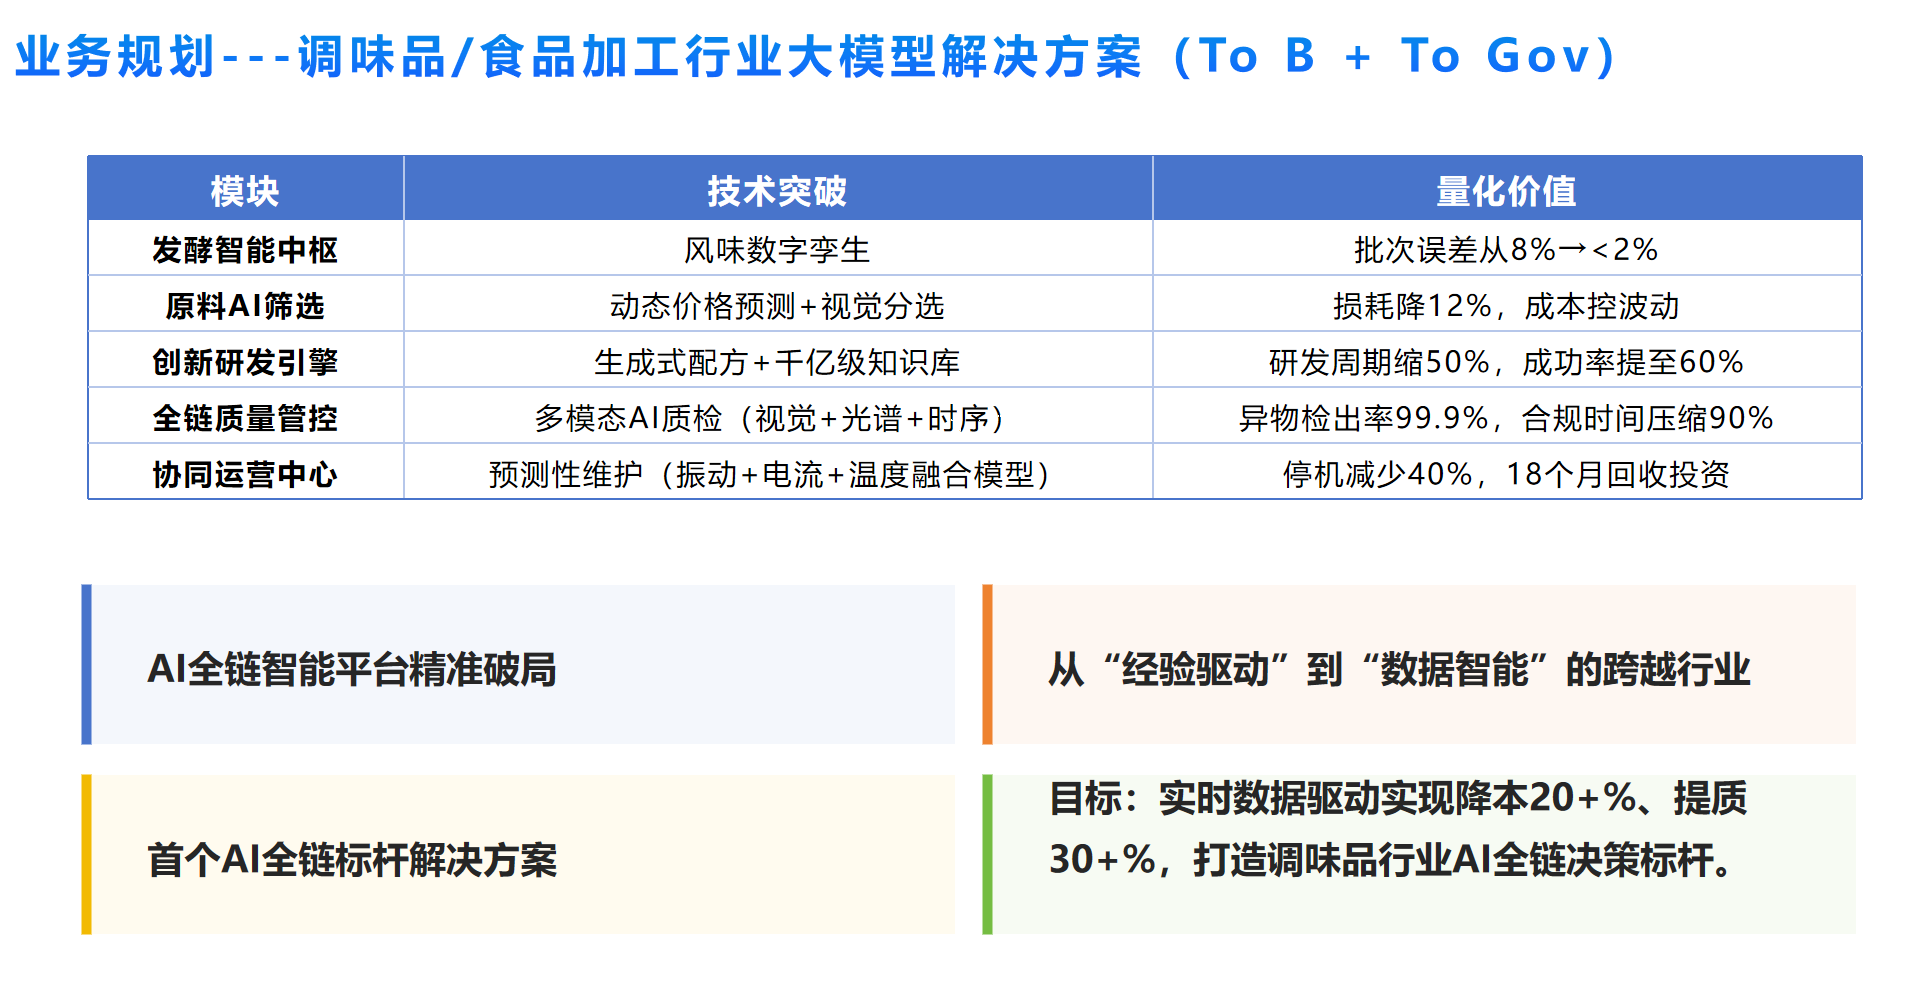 业务规划---调味品/食品加工行业大模型解决方案（To B + To Gov）
模块 技术突破 量化价值
发酵智能中枢 风味数字孪生 批次误差从8%→<2%
原料AI筛选 动态价格预测+视觉分选 损耗降12%，成本控波动
创新研发引擎 生成式配方+千亿级知识库 研发周期缩50%，成功率提至60%
全链质量管控 多模态AI质检（视觉+光谱+时序） 异物检出率99.9%，合规时间压缩90%
协同运营中心 预测性维护（振动+电流+温度融合模型） 停机减少40%，18个月回收投资
AI全链智能平台精准破局
从“经验驱动”到“数据智能”的跨越行业
首个AI全链标杆解决方案
目标：实时数据驱动实现降本20+%、提质
30+%，打造调味品行业AI全链决策标杆。